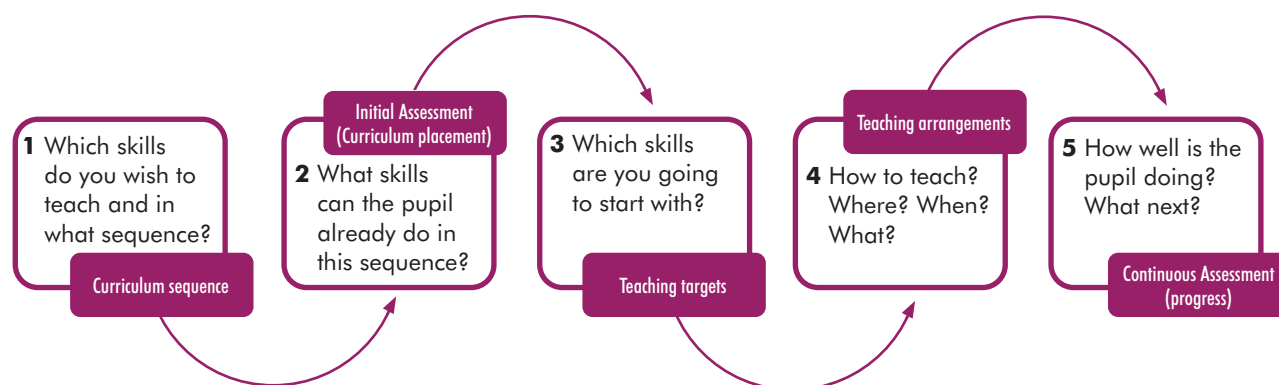 1 Which skills
do you wish to
teach and in
what sequence?
Curriculum sequence
Initial Assessment
(Curriculum placement)
2 What skills
can the pupil
already do in
this sequence?
3 Which skills
are you going
to start with?
Teaching targets
Teaching arrangements
4 How to teach?
Where? When?
What?
5 How well is the
pupil doing?
What next?
Continuous Assessment
(progress)